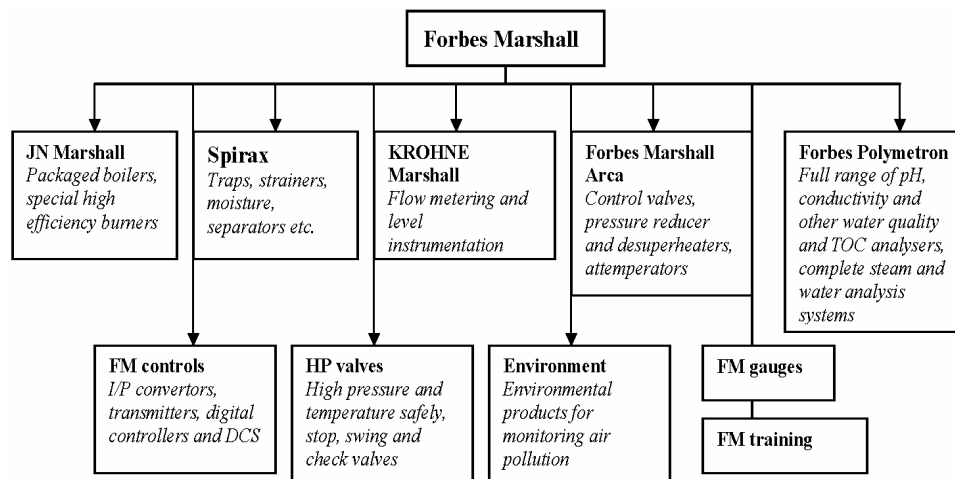 Forbes Marshall
JN Marshall
Packaged boilers,
special high
efficiency burners
Spirax
Traps, strainers,
moisture,
separators etc.
KROHNE
Marshall
Flow metering and
level
instrumentation
Forbes Marshall
Arca
Control valves,
pressure reducer
and desuperheaters,
attemperators
Forbes Polymetron
Full range of pH,
conductivity and
other water quality
and TOC analysers,
complete steam and
water analysis
systems
FM controls
I/P convertors,
transmitters, digital
controllers and DCS
HP valves
High pressure and
temperature safely,
stop, swing and
check valves
Environment
Environmental
products for
monitoring air
pollution
FM gauges
FM training